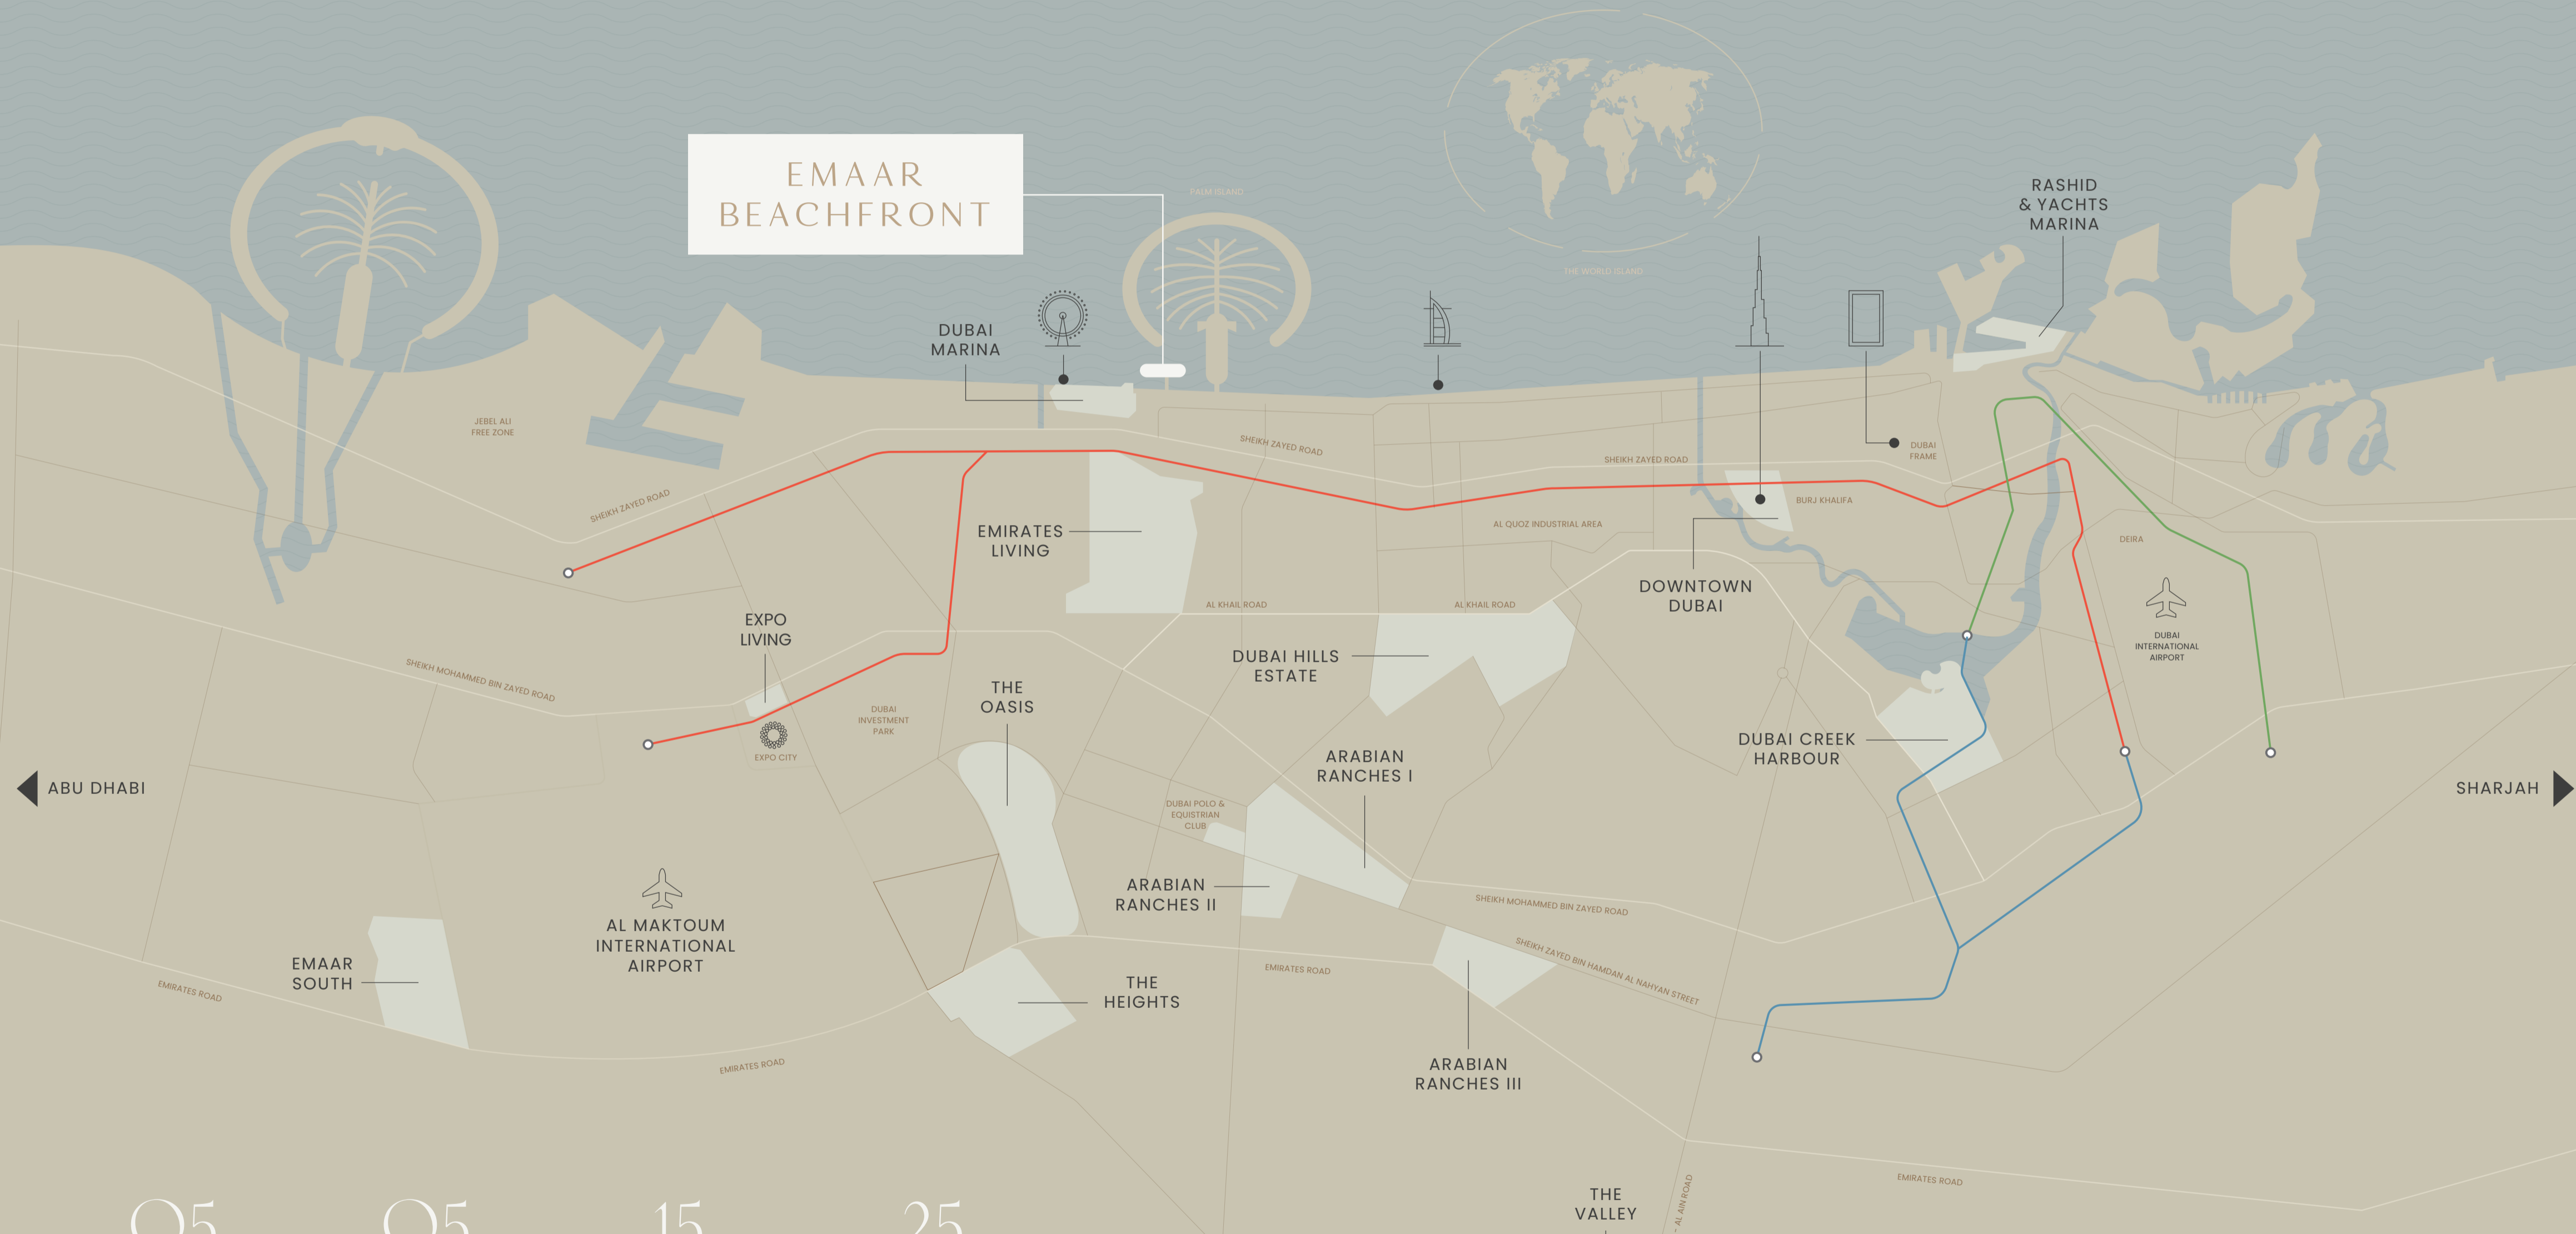 EMAAR
BEACHFRONT
PALM ISLAND
THE WORLD ISLAND
RASHID
& YACHTS
MARINA
DUBAI
MARINA
JEBEL ALI
FREE ZONE
SHEIKH ZAYED ROAD
SHEIKH ZAYED ROAD
SHEIKH ZAYED ROAD
DUBAI
FRAME
BURJ KHALIFA
AL QUOZ INDUSTRIAL AREA
EMIRATES
LIVING
DEIRA
DOWNTOWN
DUBAI
AL KHAIL ROAD
AL KHAIL ROAD
EXPO
LIVING
DUBAI
INTERNATIONAL
AIRPORT
DUBAI HILLS
ESTATE
SHEIKH MOHAMMED BIN ZAYED ROAD
THE
OASIS
DUBAI
INVESTMENT
PARK
EXPO CITY
DUBAI CREEK
HARBOUR
ARABIAN
RANCHES I
ABU DHABI
SHARJAH
DUBAI POLO &
EQUESTRIAN
CLUB
ARABIAN
RANCHES II
SHEIKH MOHAMMED BIN ZAYED ROAD
AL MAKTOUM
INTERNATIONAL
AIRPORT
SHEIKH ZAYED BIN HAMDAN AL NAHYAN STREET
EMAAR
SOUTH
EMIRATES ROAD
EMIRATES ROAD
THE
HEIGHTS
EMIRATES ROAD
ARABIAN
RANCHES III
EMIRATES ROAD
THE
VALLEY
AL AIN ROAD
05 05 15 25